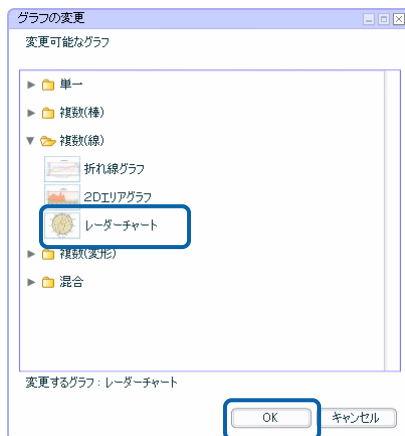 グラフの変更
変更可能なグラフ
単一
複数(棒)
複数(線)
折れ線グラフ
2Dエリアグラフ
レーダーチャート
複数(変形)
混合
変更するグラフ：レーダーチャート
OK
キャンセル